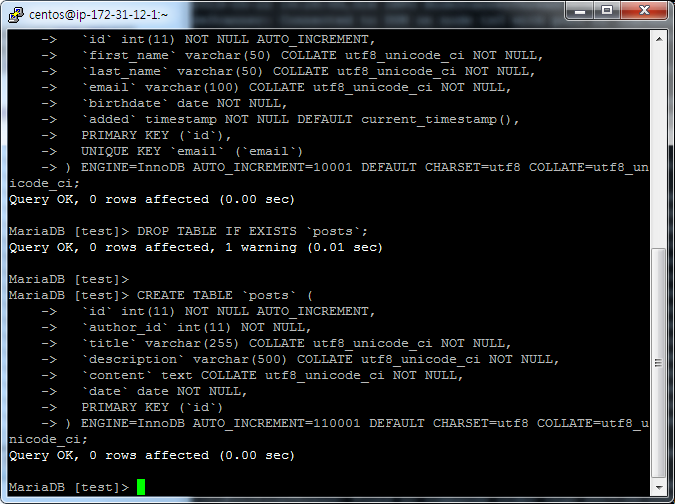 centos@ip-172-31-12-1:~
    ->   `id` int(11) NOT NULL AUTO_INCREMENT,
    ->   `first_name` varchar(50) COLLATE utf8_unicode_ci NOT NULL,
    ->   `last_name` varchar(50) COLLATE utf8_unicode_ci NOT NULL,
    ->   `email` varchar(100) COLLATE utf8_unicode_ci NOT NULL,
    ->   `birthdate` date NOT NULL,
    ->   `added` timestamp NOT NULL DEFAULT current_timestamp(),
    ->   PRIMARY KEY (`id`),
    ->   UNIQUE KEY `email` (`email`)
    -> ) ENGINE=InnoDB AUTO_INCREMENT=10001 DEFAULT CHARSET=utf8 COLLATE=utf8_un
icode_ci;
Query OK, 0 rows affected (0.00 sec)

MariaDB [test]> DROP TABLE IF EXISTS `posts`;
Query OK, 0 rows affected, 1 warning (0.01 sec)

MariaDB [test]>
MariaDB [test]> CREATE TABLE `posts` (
    ->   `id` int(11) NOT NULL AUTO_INCREMENT,
    ->   `author_id` int(11) NOT NULL,
    ->   `title` varchar(255) COLLATE utf8_unicode_ci NOT NULL,
    ->   `description` varchar(500) COLLATE utf8_unicode_ci NOT NULL,
    ->   `content` text COLLATE utf8_unicode_ci NOT NULL,
    ->   `date` date NOT NULL,
    ->   PRIMARY KEY (`id`)
    -> ) ENGINE=InnoDB AUTO_INCREMENT=110001 DEFAULT CHARSET=utf8 COLLATE=utf8_u
nicode_ci;
Query OK, 0 rows affected (0.00 sec)

MariaDB [test]>